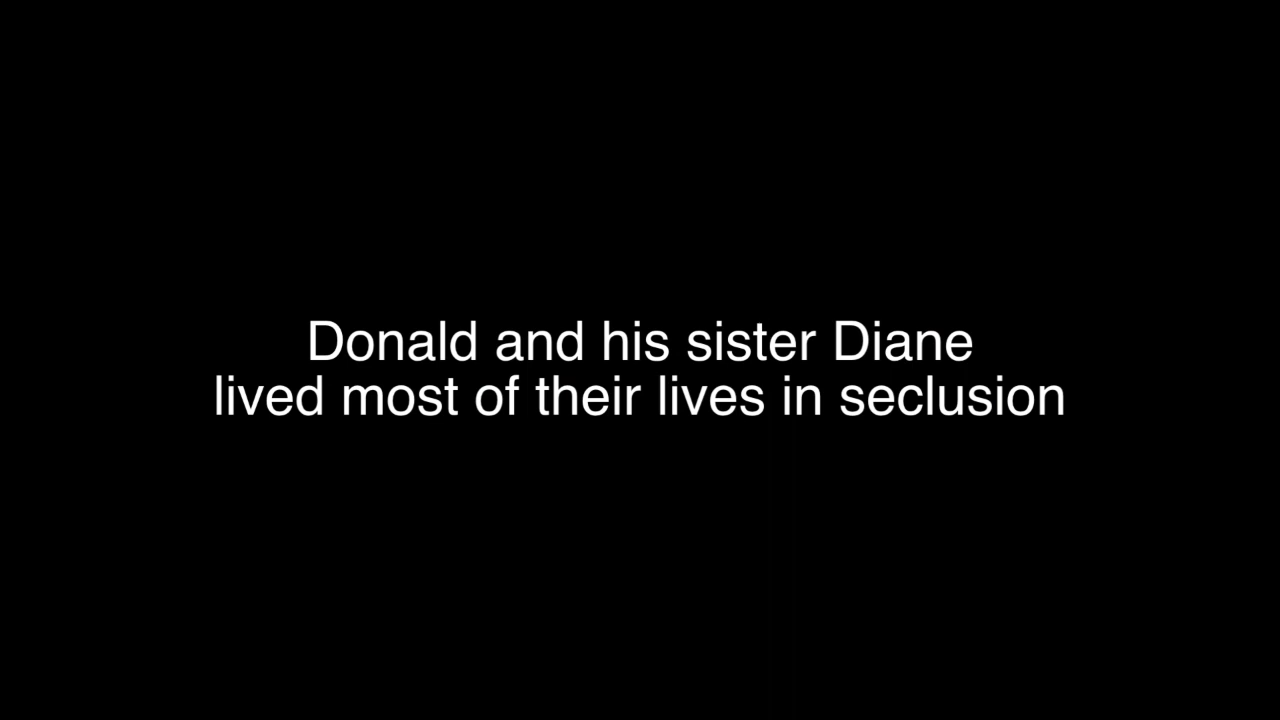 Donald and his sister Diane
lived most of their lives in seclusion